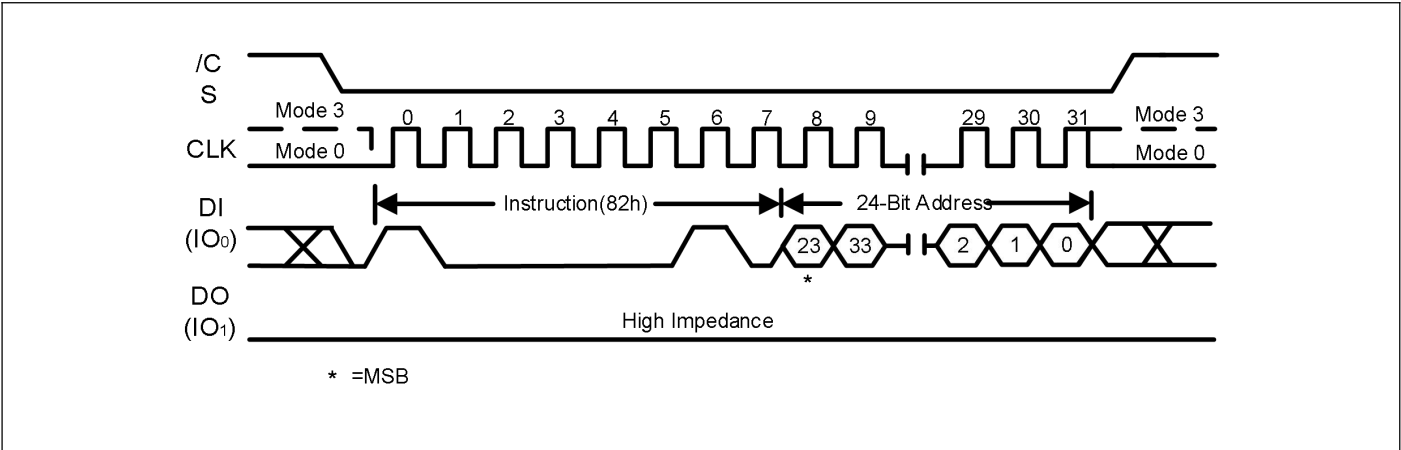 /C
S
Mode 3
0 1 2 3 4 5 6 7 8 9 29 30 31
Mode 3
CLK
Mode 0
Mode 0
DI
(IO0)
Instruction(82h)
24-Bit Address
23 33 2 1 0
*
DO
(IO1)
High Impedance
* =MSB